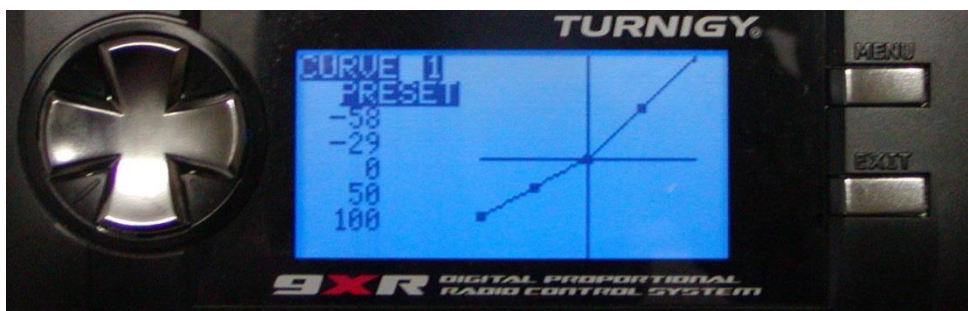 TURNIGY®
MENU
CURVE 1
PRESET
-58
-29
0
50
100
EXIT
9XR DIGITAL PROPORTIONAL
RADIO CONTROL SYSTEM